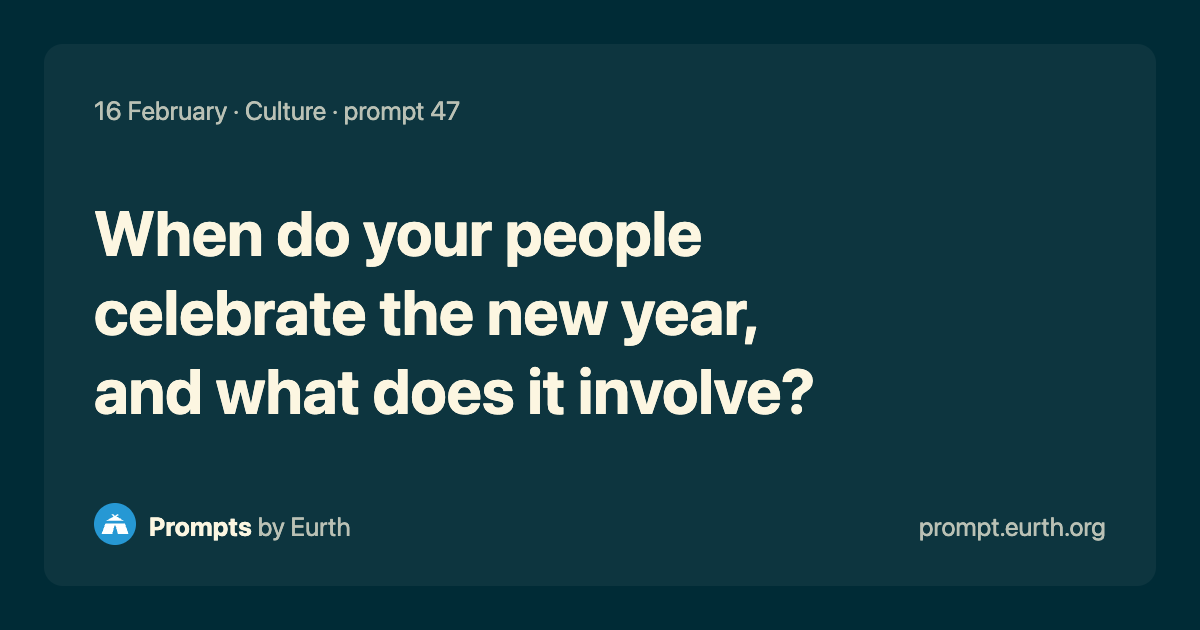 16 February · Culture · prompt 47
When do your people
celebrate the new year,
and what does it involve?
Prompts by Eurth
prompt.eurth.org